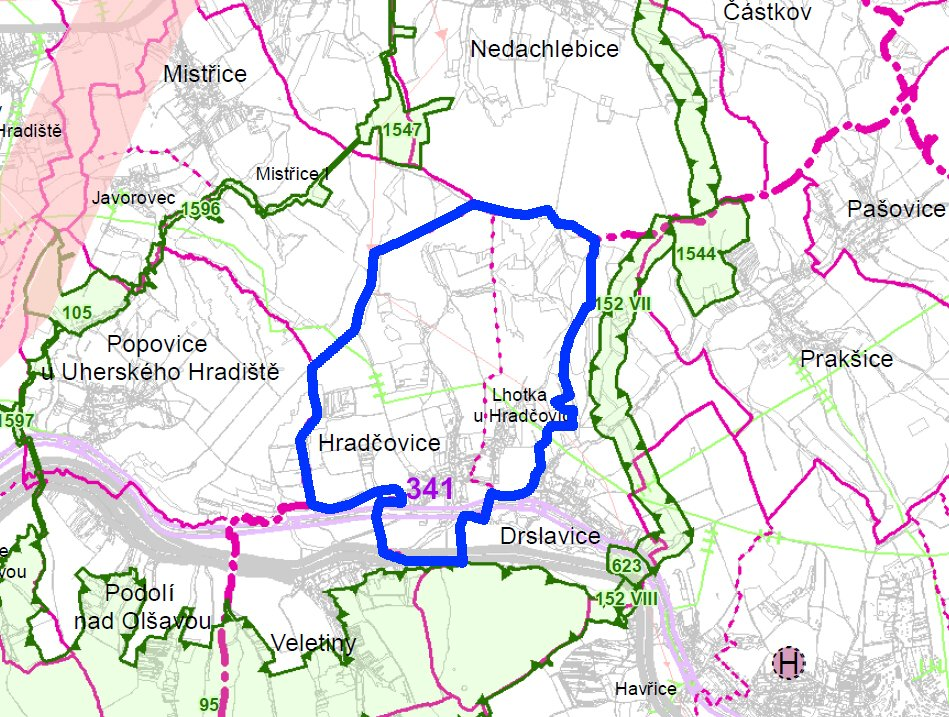 Částkov
Nedachlebice
Mistřice
Hradiště
1547
Mistřice I
Javorovec
1596
Pašovice
1544
105
152 VII
Popovice
u Uherského Hradiště
Prakšice
Lhotka
u Hradčovic
1597
Hradčovice
341
Drslavice
623
152 VIII
Podolí
nad Olšavou
Veletiny
H
Havřice
95